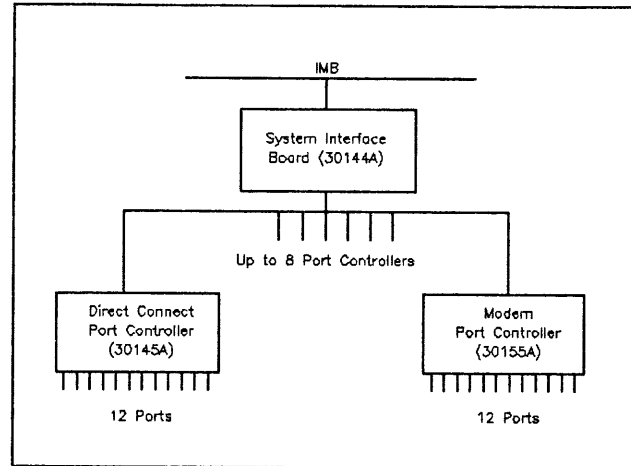 IMB
System Interface
Board (30144A)
Up to 8 Port Controllers
Direct Connect
Port Controller
(30145A)
Modem
Port Controller
(30155A)
12 Ports
12 Ports